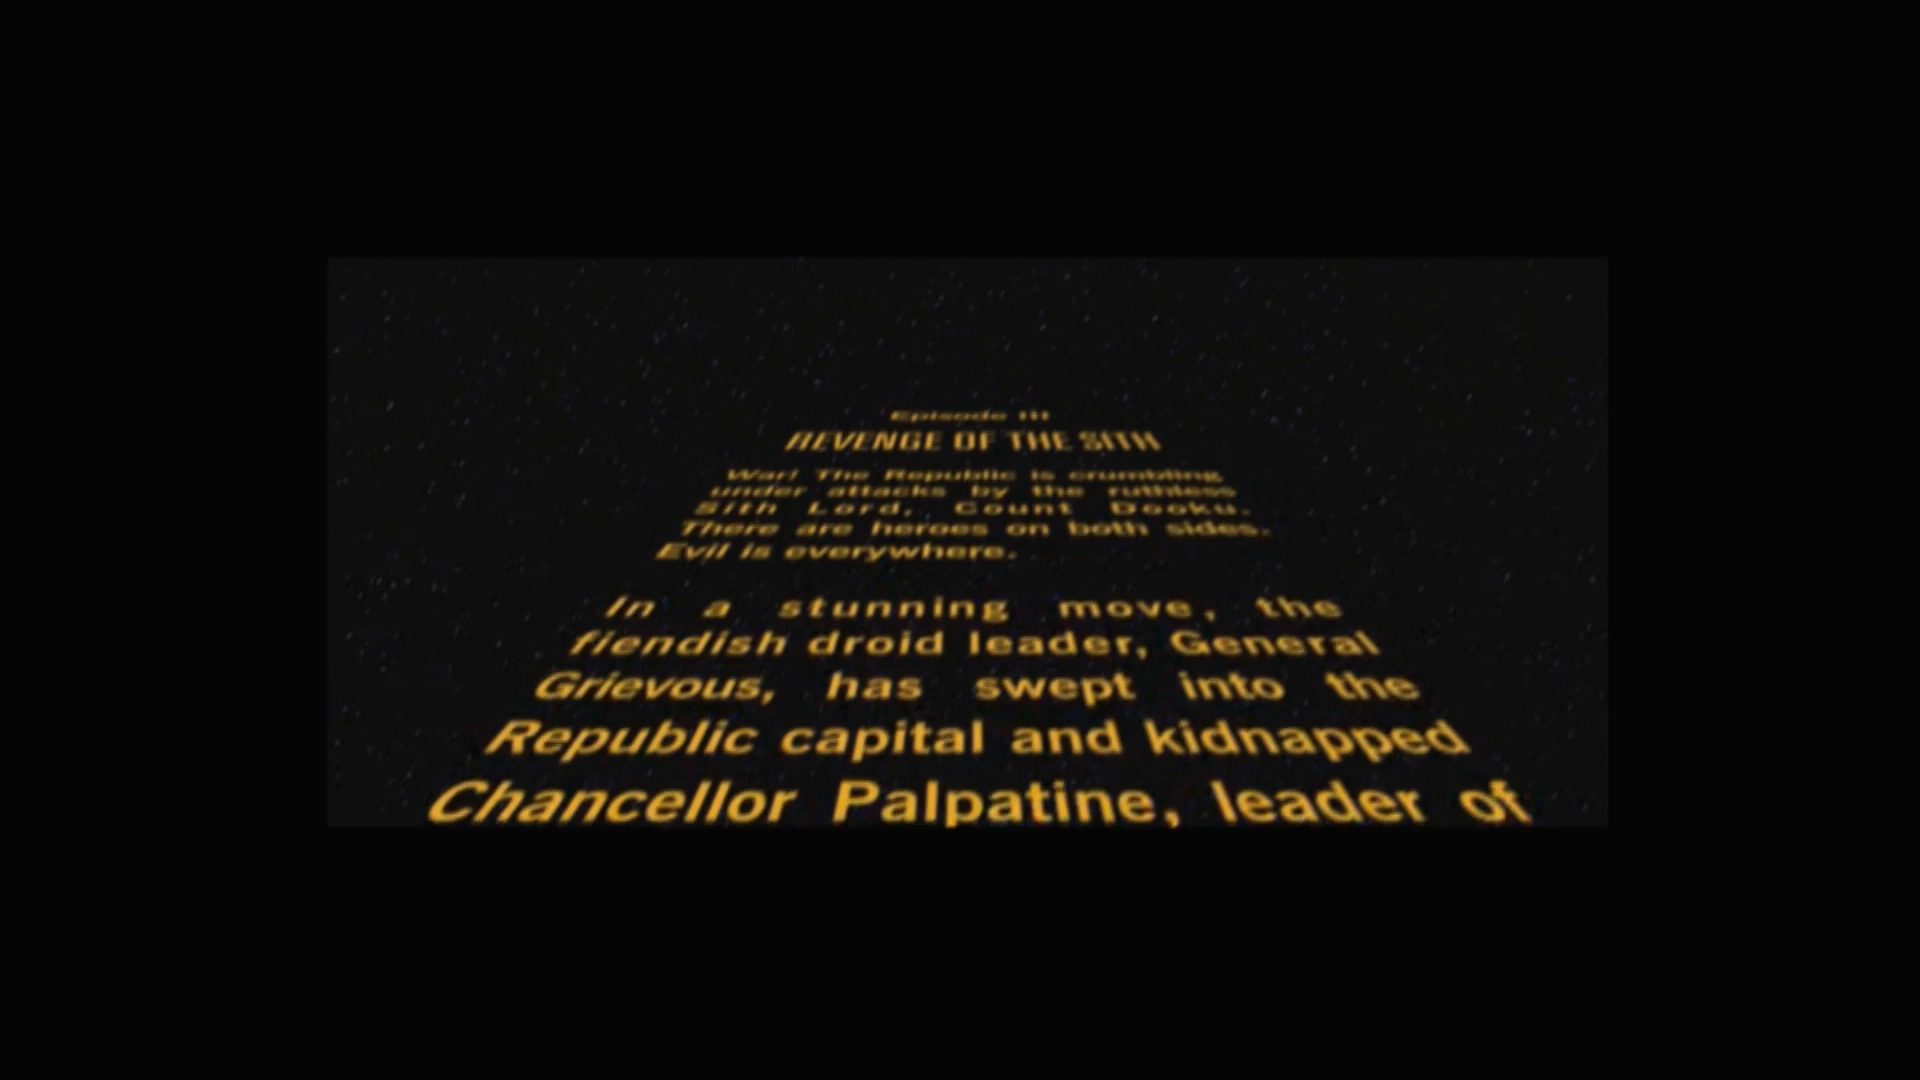 Episode III
REVENGE OF THE SITH
War! The Republic is crumbling
under attacks by the ruthless
Sith Lord, Count Dooku.
There are heroes on both sides.
Evil is everywhere.
In a stunning move, the
fiendish droid leader, General
Grievous, has swept into the
Republic capital and kidnapped
Chancellor Palpatine, leader of